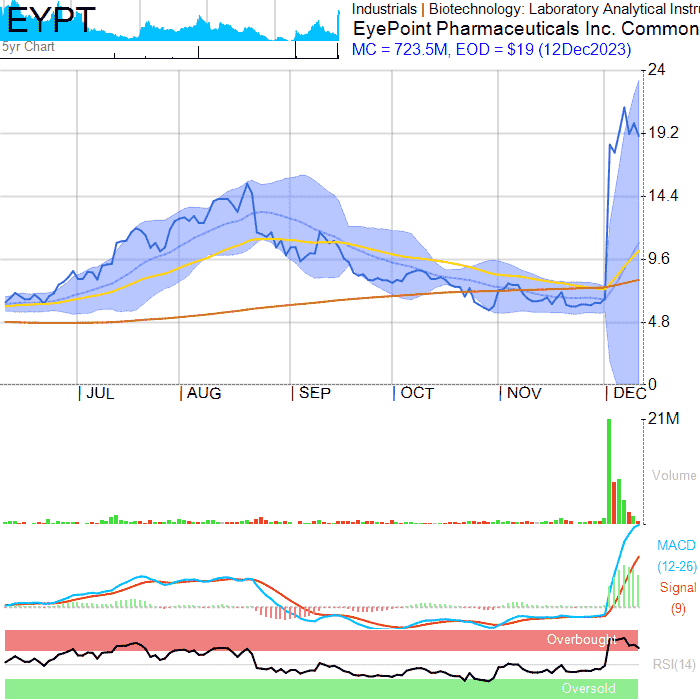 EYPT
5yr Chart
Industrials | Biotechnology: Laboratory Analytical Instru
EyePoint Pharmaceuticals Inc. Common
MC = 723.5M, EOD = $19 (12Dec2023)
24
19.2
14.4
9.6
4.8
0
| JUL | AUG | SEP | OCT | NOV | DEC
21M
Volume
MACD
(12-26)
Signal
(9)
Overbought
RSI(14)
Oversold